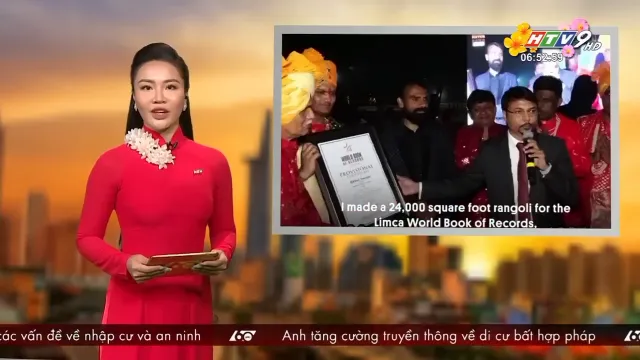 HTV9 HD
06:52:59
WORLD BOOK
OF RECORDS
PROVISIONAL
I made a 24,000 square foot rangoli for the
Limca World Book of Records,
các vấn đề về nhập cư và an ninh
60
Anh tăng cường truyền thông về di cư bất hợp pháp